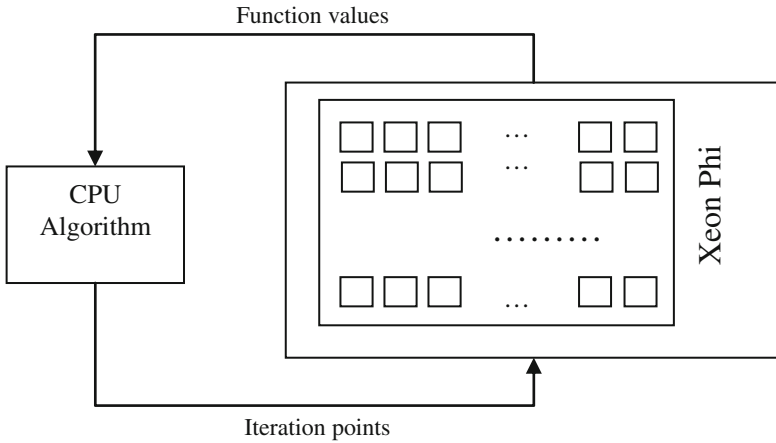 Function values
CPU
Algorithm
...
...
.........
...
Xeon Phi
Iteration points